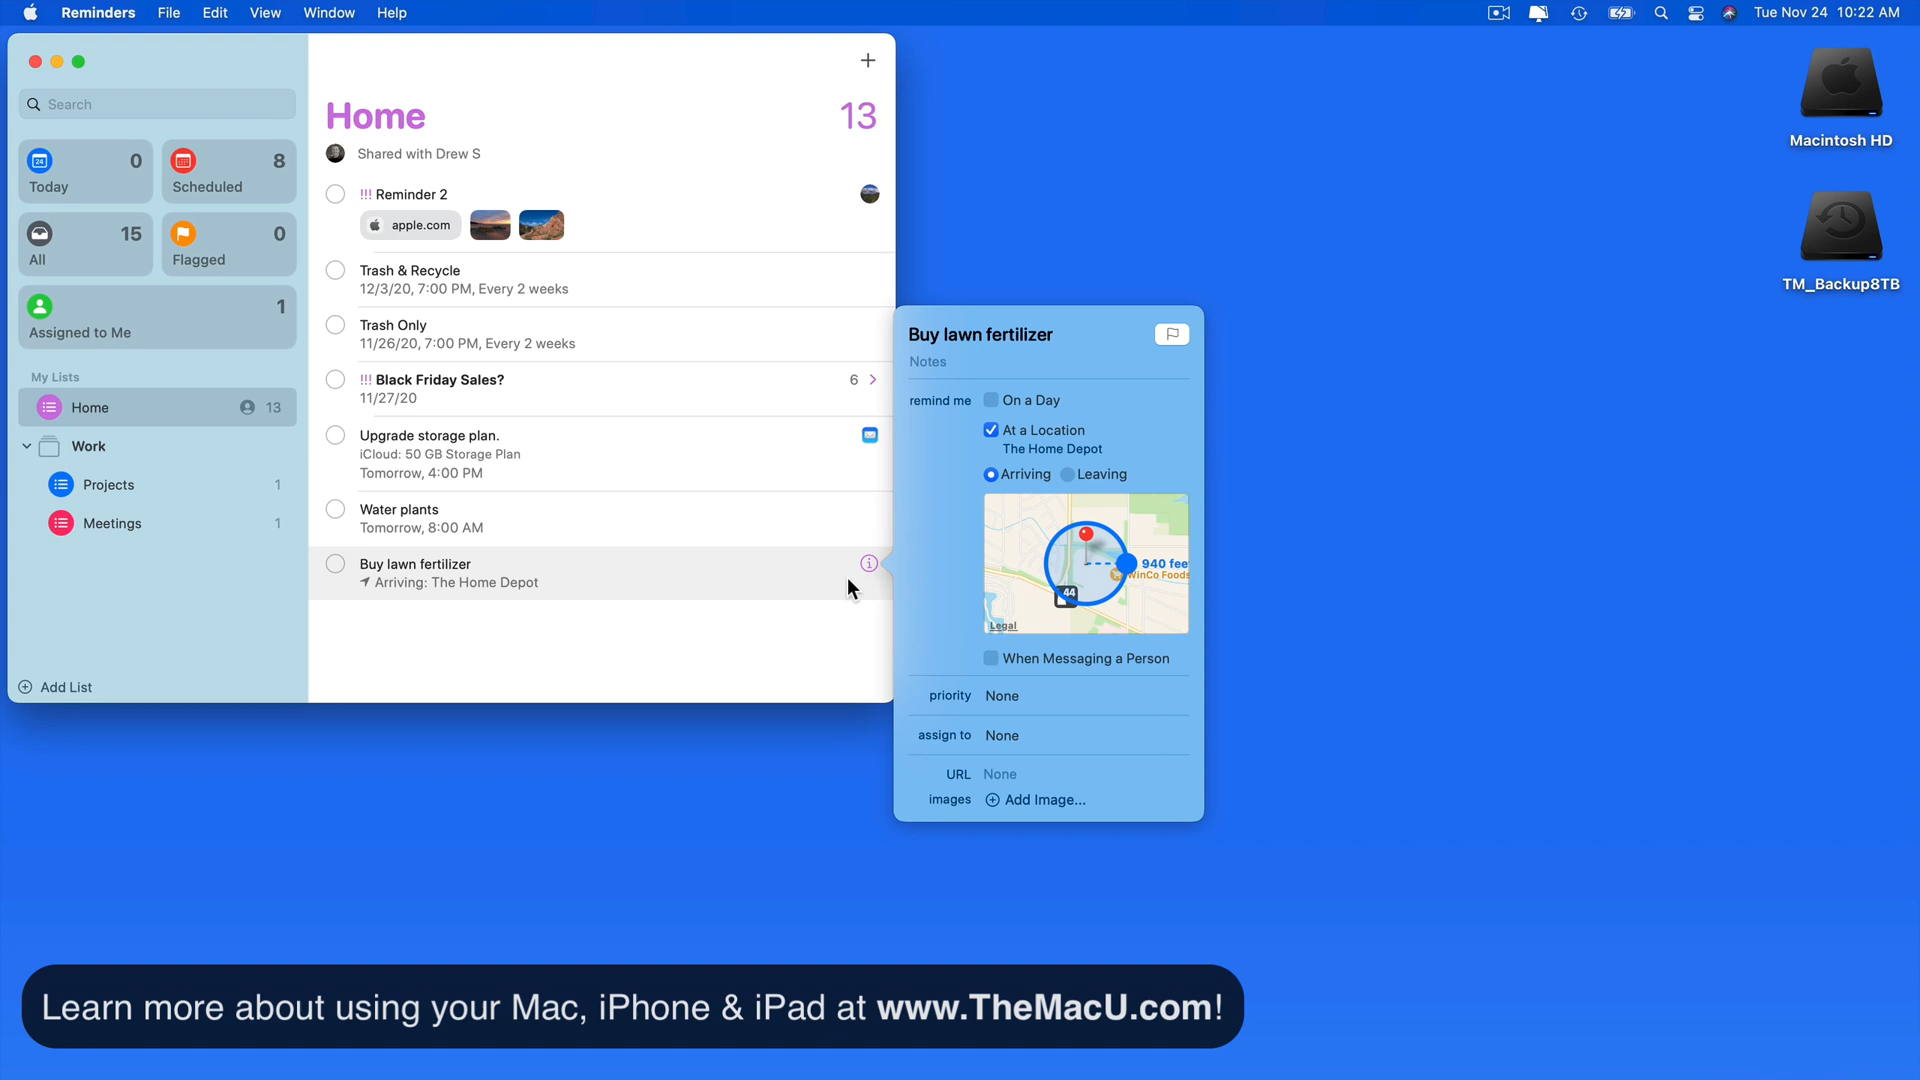 Reminders File Edit View Window Help
Tue Nov 24 10:22 AM
Search
24 0
Today
8
Scheduled
15
All
0
Flagged
1
Assigned to Me
My Lists
Home 13
Work
Projects 1
Meetings 1
Add List
Home 13
Shared with Drew S
!!! Reminder 2
apple.com
Trash & Recycle
12/3/20, 7:00 PM, Every 2 weeks
Trash Only
11/26/20, 7:00 PM, Every 2 weeks
!!! Black Friday Sales? 6
11/27/20
Upgrade storage plan.
iCloud: 50 GB Storage Plan
Tomorrow, 4:00 PM
Water plants
Tomorrow, 8:00 AM
Buy lawn fertilizer
Arriving: The Home Depot
Buy lawn fertilizer
Notes
remind me On a Day
At a Location
The Home Depot
Arriving Leaving
940 fee
WinCo Foods
44
Legal
When Messaging a Person
priority None
assign to None
URL None
images Add Image...
Macintosh HD
TM_Backup8TB
Learn more about using your Mac, iPhone & iPad at www.TheMacU.com!